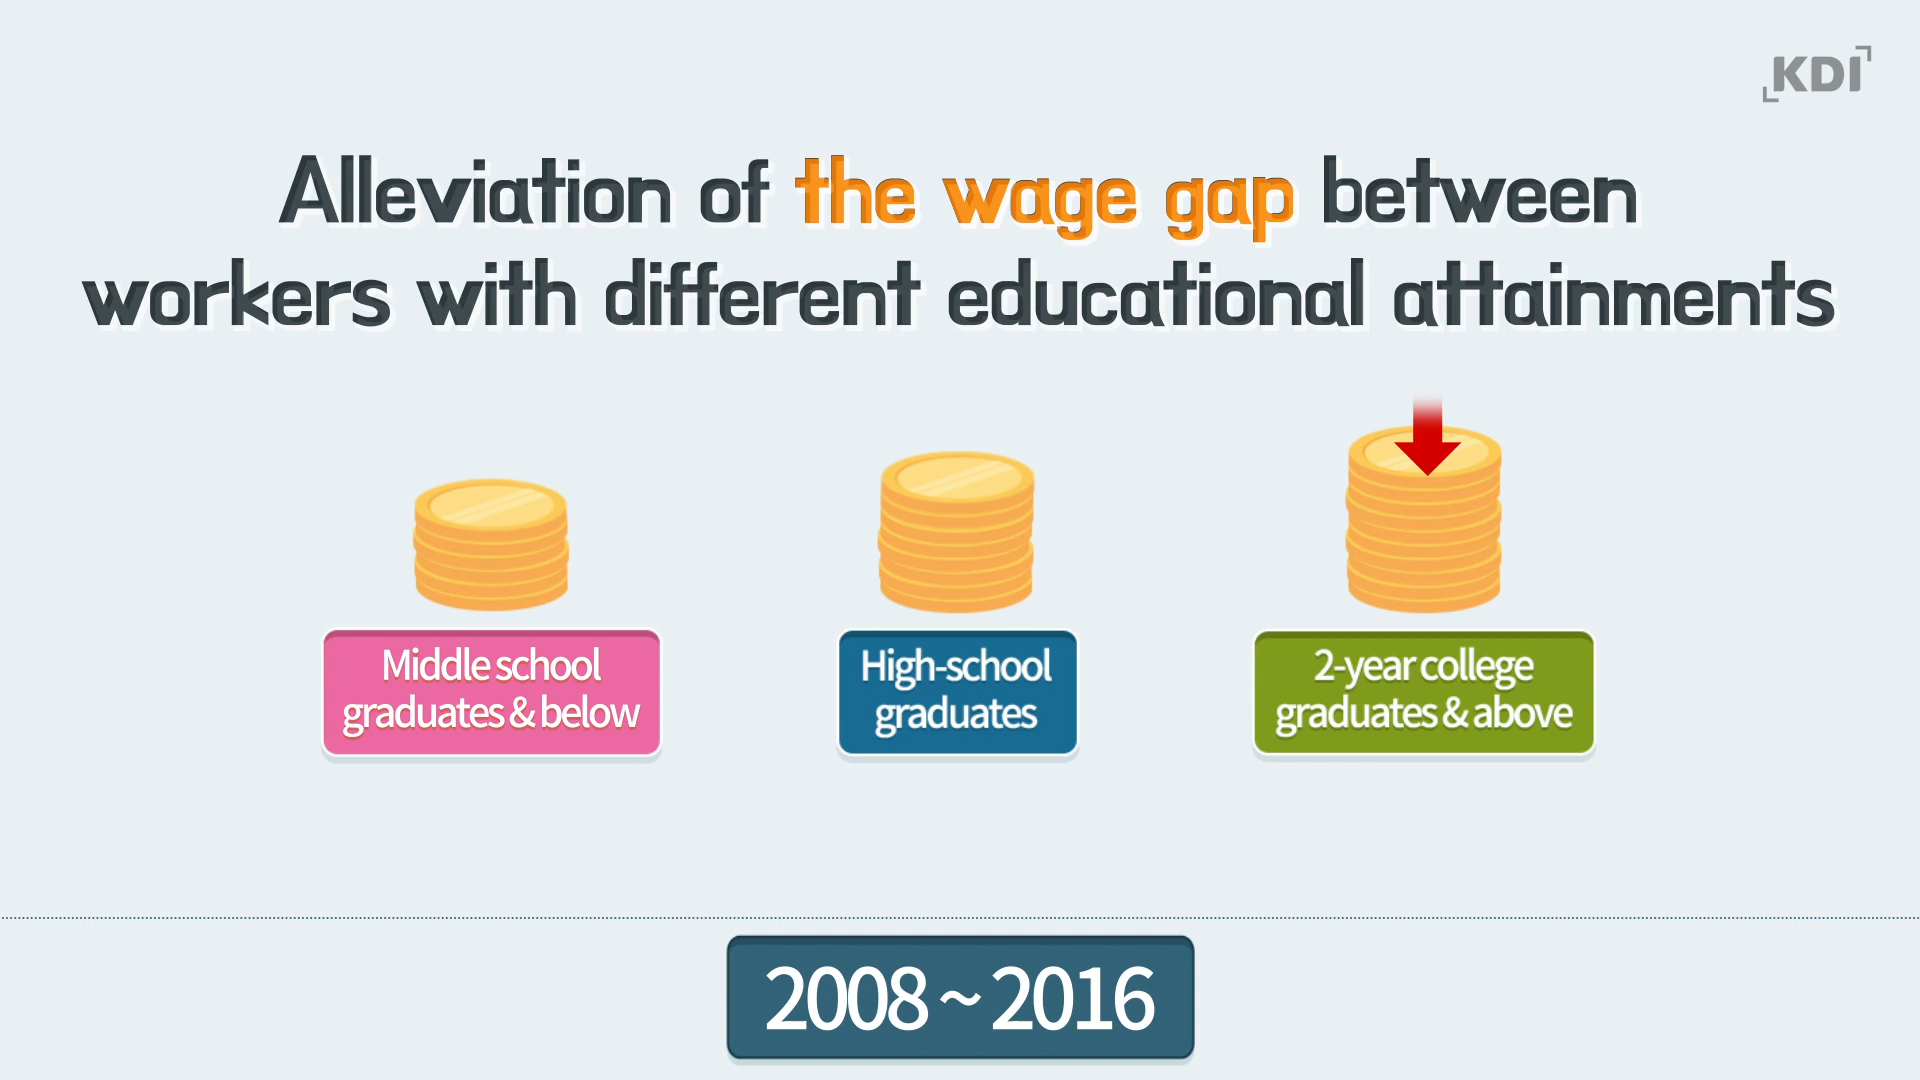 KDI
Alleviation of the wage gap between
workers with different educational attainments
Middle school
graduates & below
High-school
graduates
2-year college
graduates & above
2008 ~ 2016